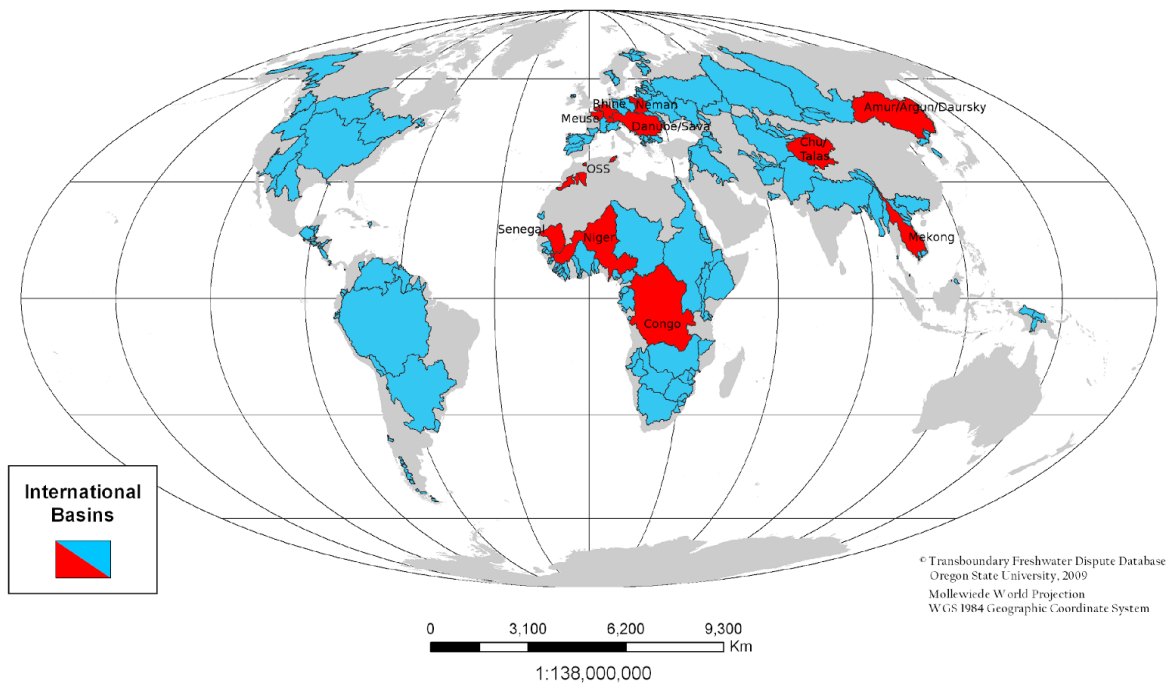 Rhine
Neman
Meuse
Danube/Sava
Amur/Argun/Daursky
Chu/
Talas
OSS
Senegal
Niger
Mekong
Congo
International
Basins
© Transboundary Freshwater Dispute Database
Oregon State University, 2009
Mollewiede World Projection
WGS 1984 Geographic Coordinate System
0 3,100 6,200 9,300
Km
1:138,000,000